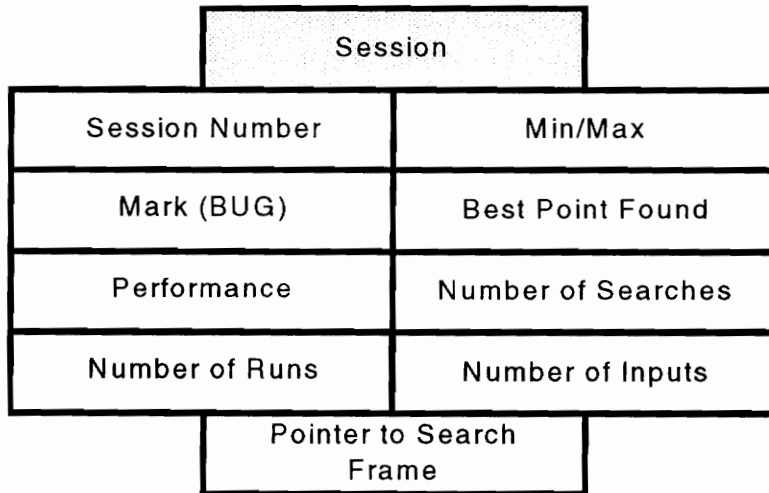 Session
Session Number
Min/Max
Mark (BUG)
Best Point Found
Performance
Number of Searches
Number of Runs
Number of Inputs
Pointer to Search
Frame